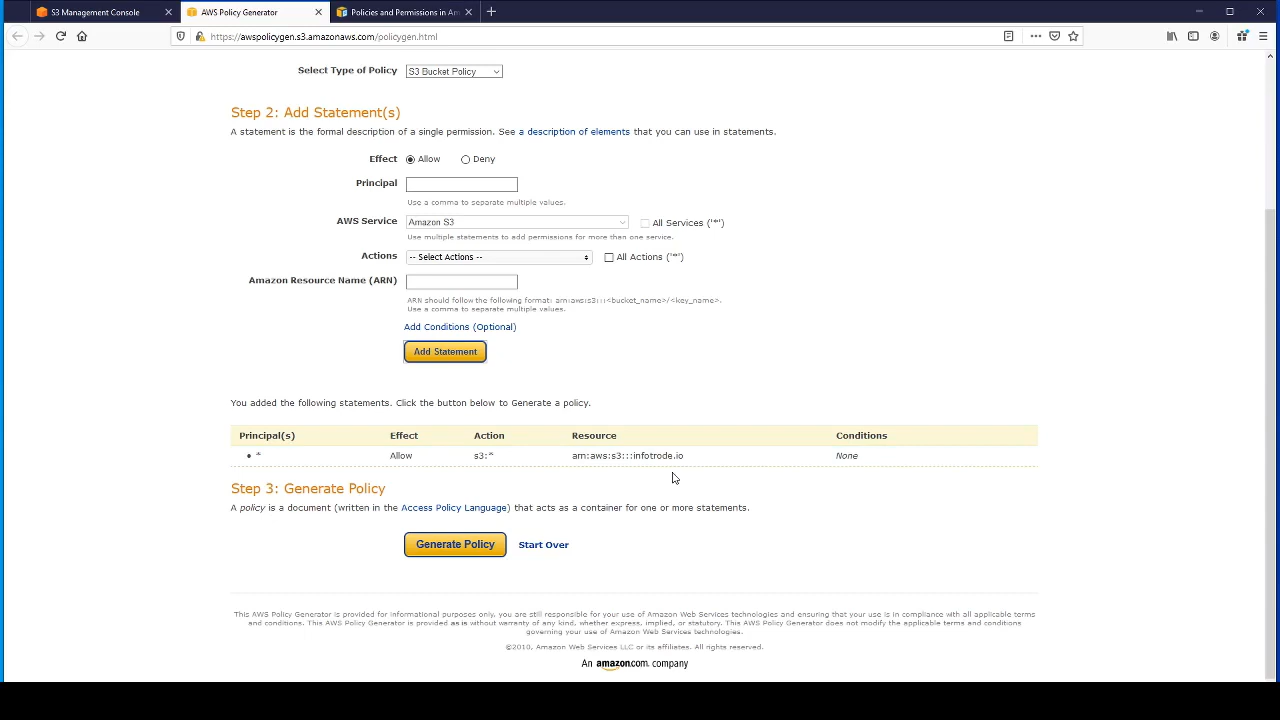 S3 Management Console
AWS Policy Generator
Policies and Permissions in Am
https://awspolicygen.s3.amazonaws.com/policygen.html
Select Type of Policy S3 Bucket Policy
Step 2: Add Statement(s)
A statement is the formal description of a single permission. See a description of elements that you can use in statements.
Effect Allow Deny
Principal
Use a comma to separate multiple values.
AWS Service Amazon S3 All Services ('*')
Use multiple statements to add permissions for more than one service.
Actions -- Select Actions -- All Actions ('*')
Amazon Resource Name (ARN)
ARN should follow the following format: arn:aws:s3:::<bucket_name>/<key_name>.
Use a comma to separate multiple values.
Add Conditions (Optional)
Add Statement
You added the following statements. Click the button below to Generate a policy.
Principal(s) Effect Action Resource Conditions
* Allow s3:* arn:aws:s3:::infotrode.io None
Step 3: Generate Policy
A policy is a document (written in the Access Policy Language) that acts as a container for one or more statements.
Generate Policy Start Over
This AWS Policy Generator is provided for informational purposes only, you are still responsible for your use of Amazon Web Services technologies and ensuring that your use is in compliance with all applicable terms
and conditions. This AWS Policy Generator is provided as is without warranty of any kind, whether express, implied, or statutory. This AWS Policy Generator does not modify the applicable terms and conditions
governing your use of Amazon Web Services technologies.
©2010, Amazon Web Services LLC or its affiliates. All rights reserved.
An amazon.com company